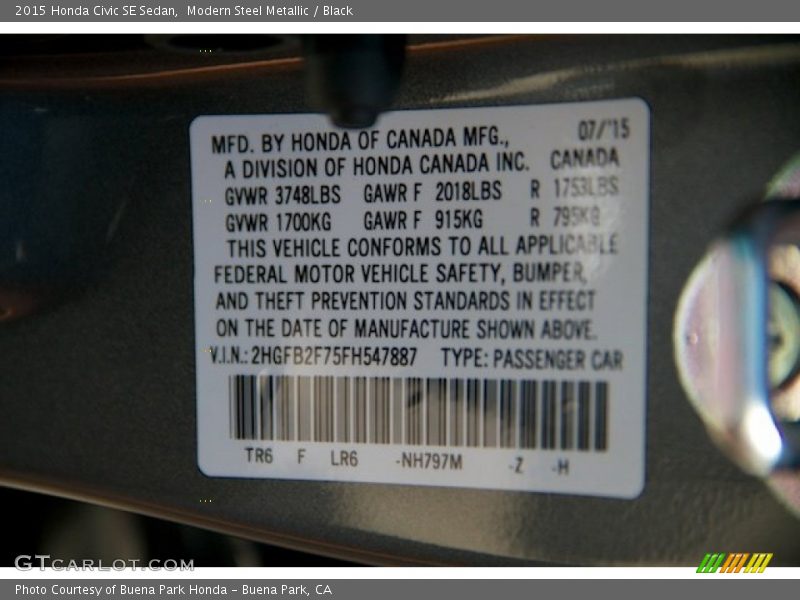 2015 Honda Civic SE Sedan,  Modern Steel Metallic / Black
MFD. BY HONDA OF CANADA MFG., 07/'15
A DIVISION OF HONDA CANADA INC. CANADA
GVWR 3748LBS GAWR F 2018LBS R 1753LBS
GVWR 1700KG GAWR F 915KG R 795KG
THIS VEHICLE CONFORMS TO ALL APPLICABLE
FEDERAL MOTOR VEHICLE SAFETY, BUMPER,
AND THEFT PREVENTION STANDARDS IN EFFECT
ON THE DATE OF MANUFACTURE SHOWN ABOVE.
V.I.N.: 2HGFB2F75FH547887 TYPE: PASSENGER CAR
TR6 F LR6 -NH797M -Z -H
GTCARLOT.COM
Photo Courtesy of Buena Park Honda - Buena Park, CA